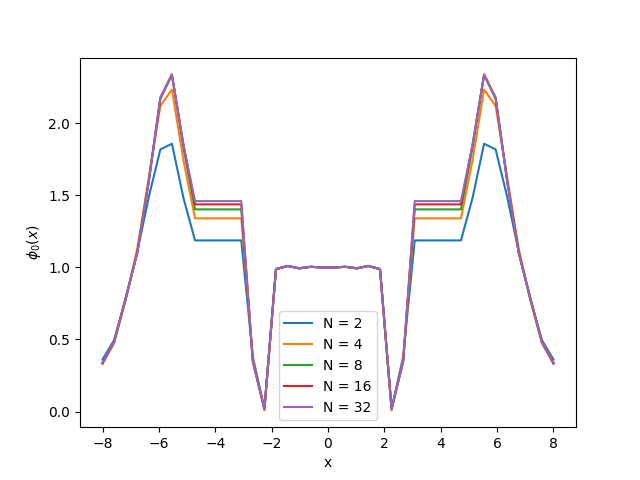 2.0
1.5
1.0
0.5
0.0
ϕ₀(x)
N = 2
N = 4
N = 8
N = 16
N = 32
−8 −6 −4 −2 0 2 4 6 8
x